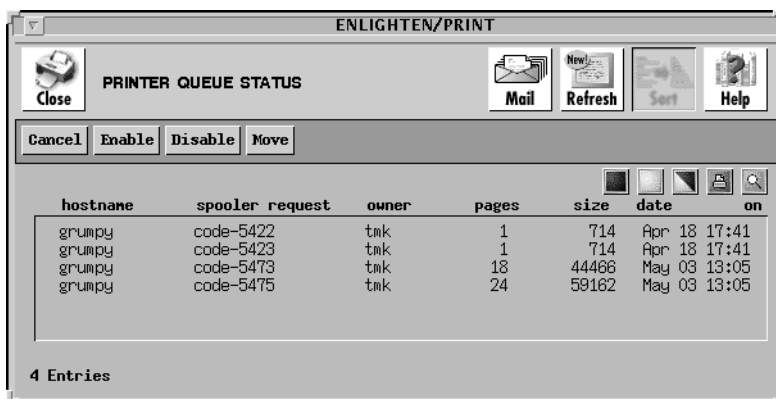 ENLIGHTEN/PRINT
Close
PRINTER QUEUE STATUS
Mail
New!
Refresh
Sort
Help
Cancel Enable Disable Move
hostname spooler request owner pages size date on
grumpy code-5422 tmk 1 714 Apr 18 17:41
grumpy code-5423 tmk 1 714 Apr 18 17:41
grumpy code-5473 tmk 18 44466 May 03 13:05
grumpy code-5475 tmk 24 59162 May 03 13:05
4 Entries